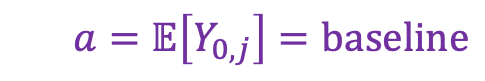 a = 𝔼[Y₀,ⱼ] = baseline